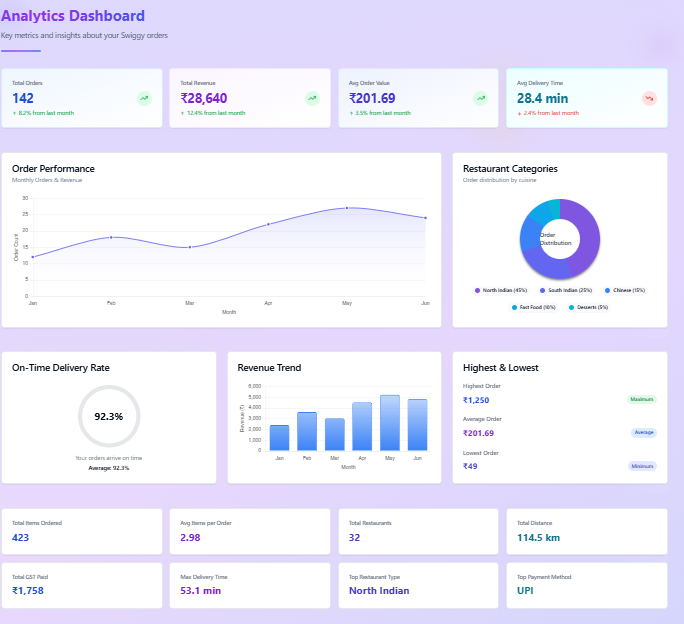 Analytics Dashboard
Key metrics and insights about your Swiggy orders
Total Orders
142
↑ 8.2% from last month
Total Revenue
₹28,640
↑ 12.4% from last month
Avg Order Value
₹201.69
↑ 3.5% from last month
Avg Delivery Time
28.4 min
↓ 2.4% from last month
Order Performance
Monthly Orders & Revenue
30
25
20
15
10
5
0
Order Count
Jan Feb Mar Apr May Jun
Month
Restaurant Categories
Order distribution by cuisine
Order
Distribution
North Indian (45%) South Indian (25%) Chinese (15%)
Fast Food (10%) Desserts (5%)
On-Time Delivery Rate
92.3%
Your orders arrive on time
Average: 92.3%
Revenue Trend
6,000
5,000
4,000
3,000
2,000
1,000
0
Revenue (₹)
Jan Feb Mar Apr May Jun
Month
Highest & Lowest
Highest Order
₹1,250 Maximum
Average Order
₹201.69 Average
Lowest Order
₹49 Minimum
Total Items Ordered
423
Avg Items per Order
2.98
Total Restaurants
32
Total Distance
114.5 km
Total GST Paid
₹1,758
Max Delivery Time
53.1 min
Top Restaurant Type
North Indian
Top Payment Method
UPI